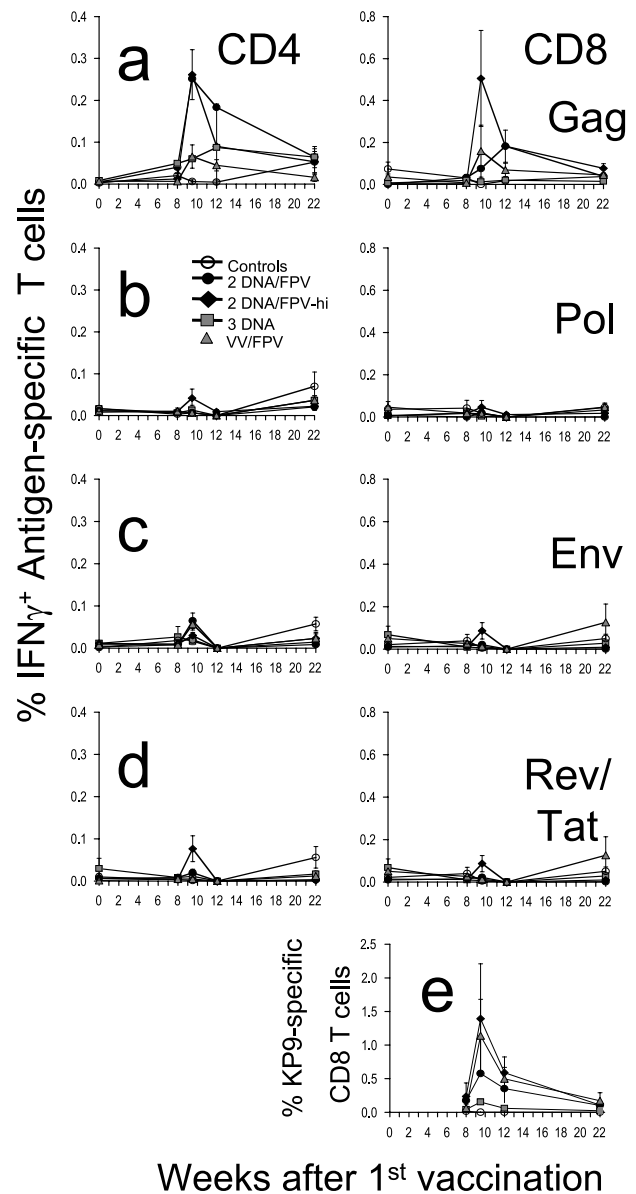 % IFNγ⁺ Antigen-specific T cells
a
CD4
0.4
0.3
0.2
0.1
0.0
0 2 4 6 8 10 12 14 16 18 20 22
CD8
Gag
0.8
0.6
0.4
0.2
0.0
0 2 4 6 8 10 12 14 16 18 20 22
b
0.4
0.3
0.2
0.1
0.0
Controls
2 DNA/FPV
2 DNA/FPV-hi
3 DNA
VV/FPV
0 2 4 6 8 10 12 14 16 18 20 22
Pol
0.8
0.6
0.4
0.2
0.0
0 2 4 6 8 10 12 14 16 18 20 22
c
0.4
0.3
0.2
0.1
0.0
0 2 4 6 8 10 12 14 16 18 20 22
Env
0.8
0.6
0.4
0.2
0.0
0 2 4 6 8 10 12 14 16 18 20 22
d
0.4
0.3
0.2
0.1
0.0
0 2 4 6 8 10 12 14 16 18 20 22
Rev/
Tat
0.8
0.6
0.4
0.2
0.0
0 2 4 6 8 10 12 14 16 18 20 22
% KP9-specific
CD8 T cells
e
2.5
2.0
1.5
1.0
0.5
0.0
0 2 4 6 8 10 12 14 16 18 20 22
Weeks after 1st vaccination